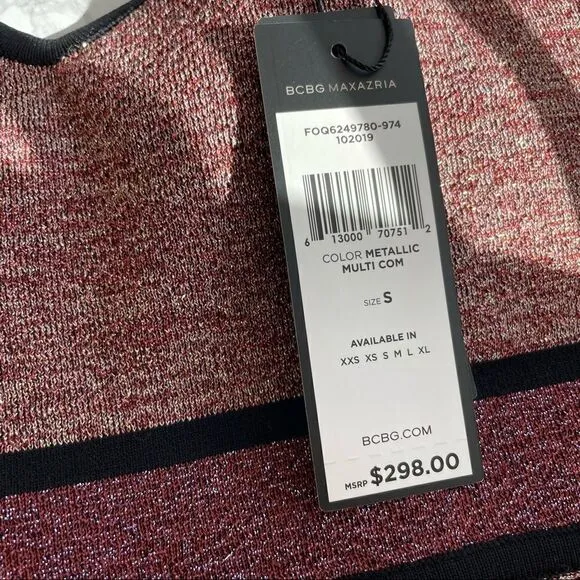 BCBG MAXAZRIA
FOQ6249780-974
102019
6 13000 70751 2
COLOR METALLIC
MULTI COM
SIZE S
AVAILABLE IN
XXS XS S M L XL
BCBG.COM
MSRP $298.00